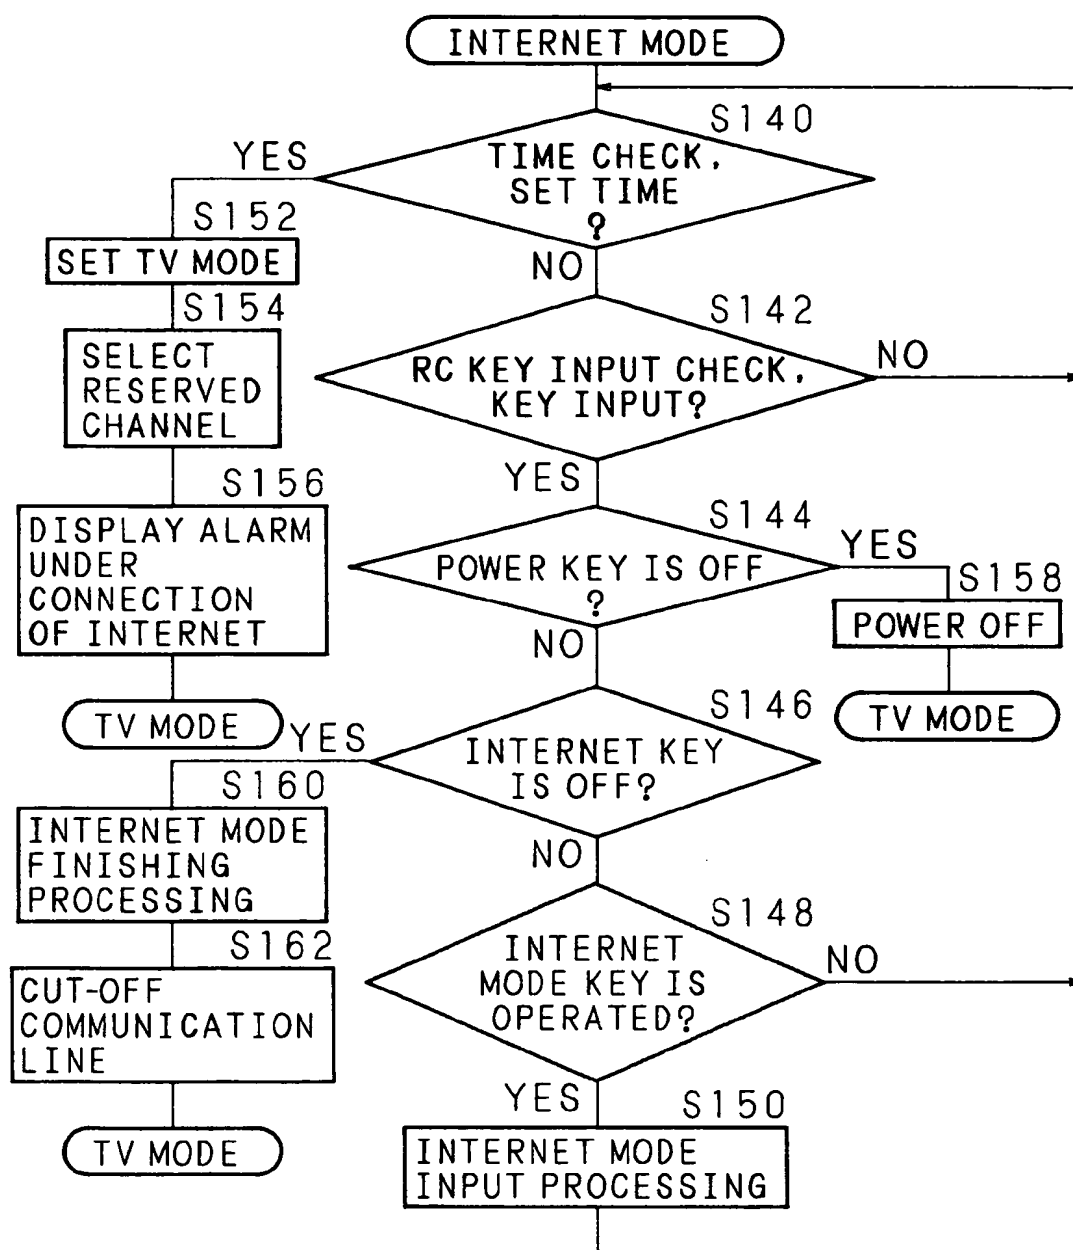 INTERNET MODE
S140
YES
TIME CHECK,
SET TIME
?
S152
SET TV MODE
NO
S154
S142
SELECT
RESERVED
CHANNEL
RC KEY INPUT CHECK,
KEY INPUT?
NO
YES
S156
DISPLAY ALARM
UNDER
CONNECTION
OF INTERNET
S144
POWER KEY IS OFF
?
YES
S158
POWER OFF
NO
TV MODE
TV MODE
S146
YES
INTERNET KEY
IS OFF?
S160
INTERNET MODE
FINISHING
PROCESSING
NO
S148
INTERNET
MODE KEY IS
OPERATED?
NO
S162
CUT-OFF
COMMUNICATION
LINE
YES
S150
TV MODE
INTERNET MODE
INPUT PROCESSING